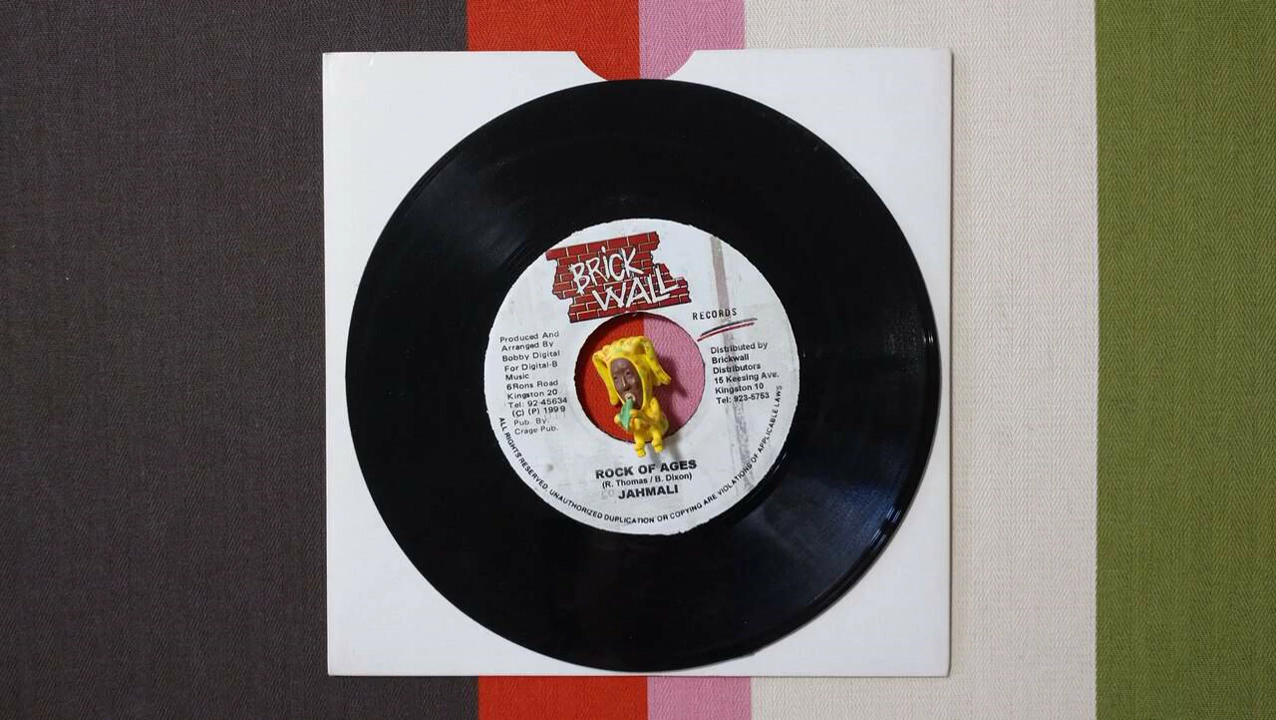 BRICK
WALL
RECORDS
Produced And
Arranged By
Bobby Digital
For Digital-B
Music
6Rons Road
Kingston 20
Tel: 92-45634
(C) (P) 1999
Pub. By.
Crage Pub.
Distributed by
Brickwall
Distributors
15 Keesing Ave.
Kingston 10
Tel: 923-5753
ROCK OF AGES
(R. Thomas / B. Dixon)
JAHMALI
ALL RIGHTS RESERVED. UNAUTHORIZED DUPLICATION OR COPYING ARE VIOLATIONS OF APPLICABLE LAWS